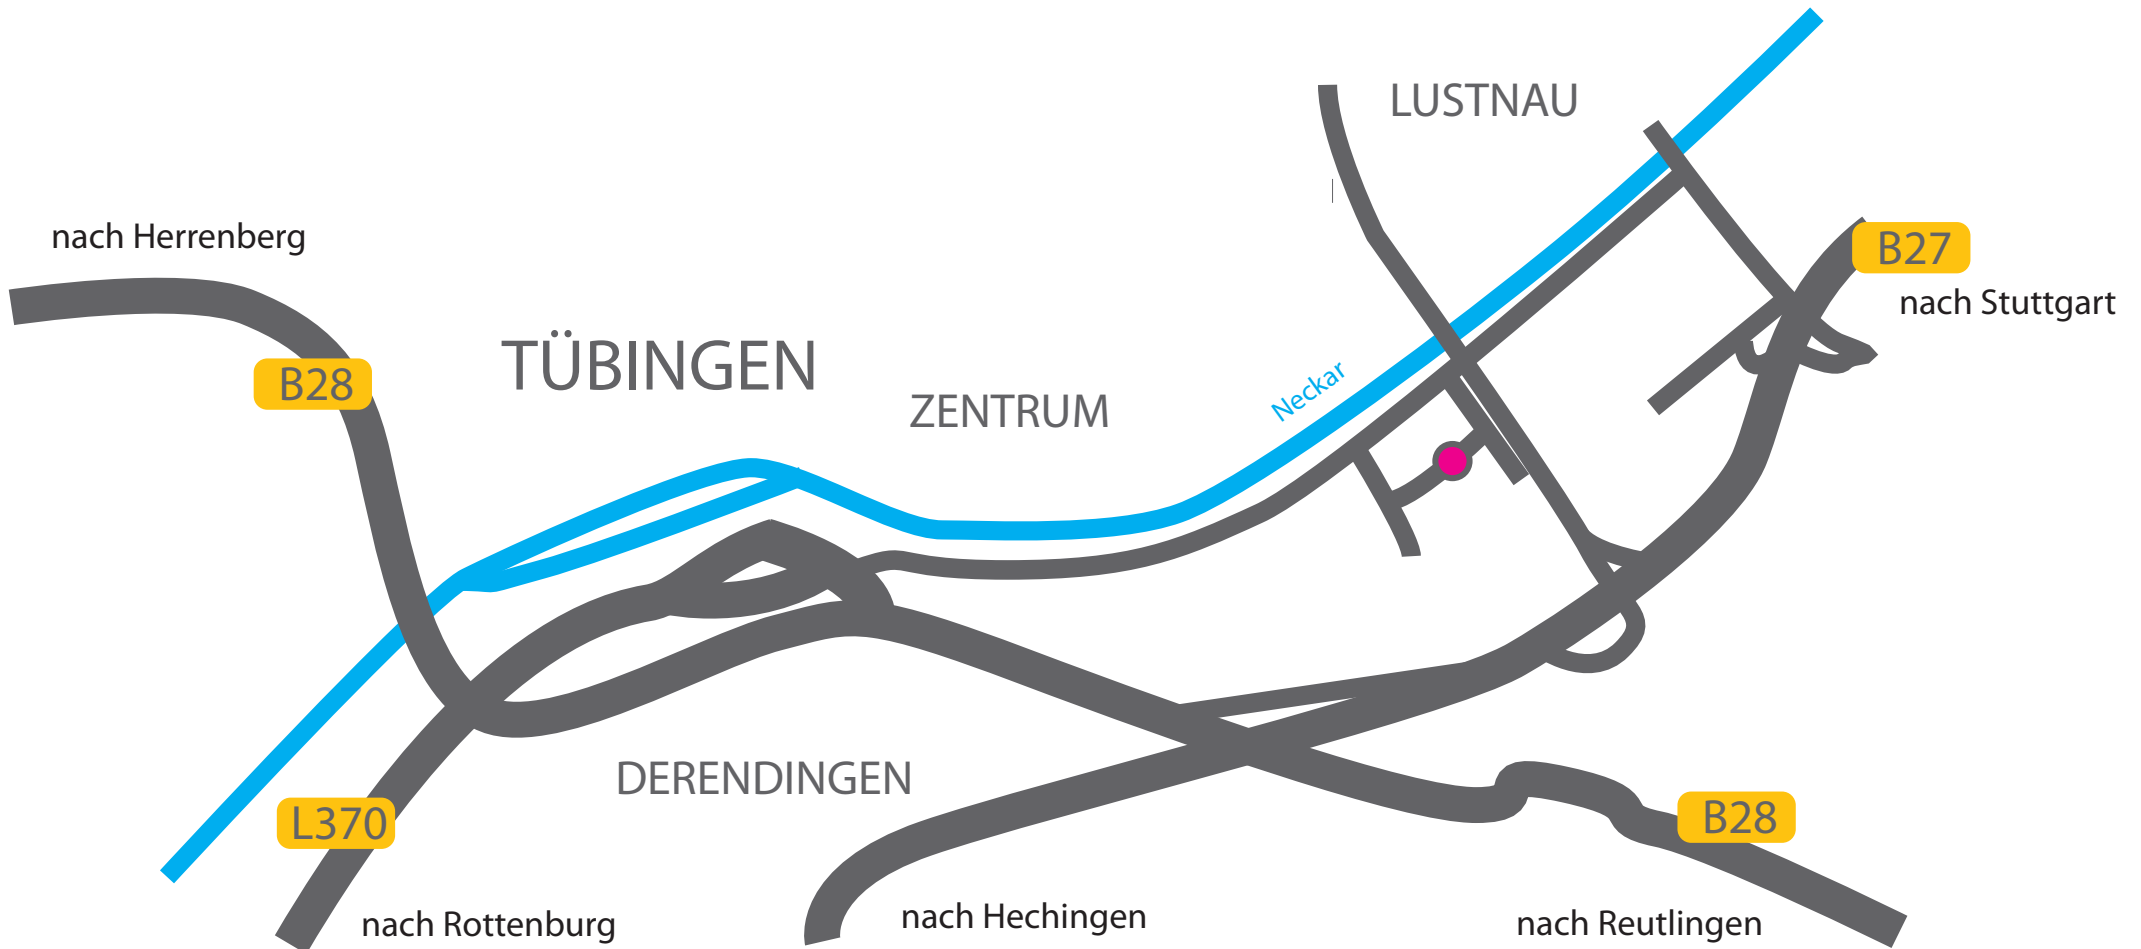 LUSTNAU
nach Herrenberg
B27
nach Stuttgart
TÜBINGEN
B28
ZENTRUM
Neckar
DERENDINGEN
L370
B28
nach Rottenburg
nach Hechingen
nach Reutlingen